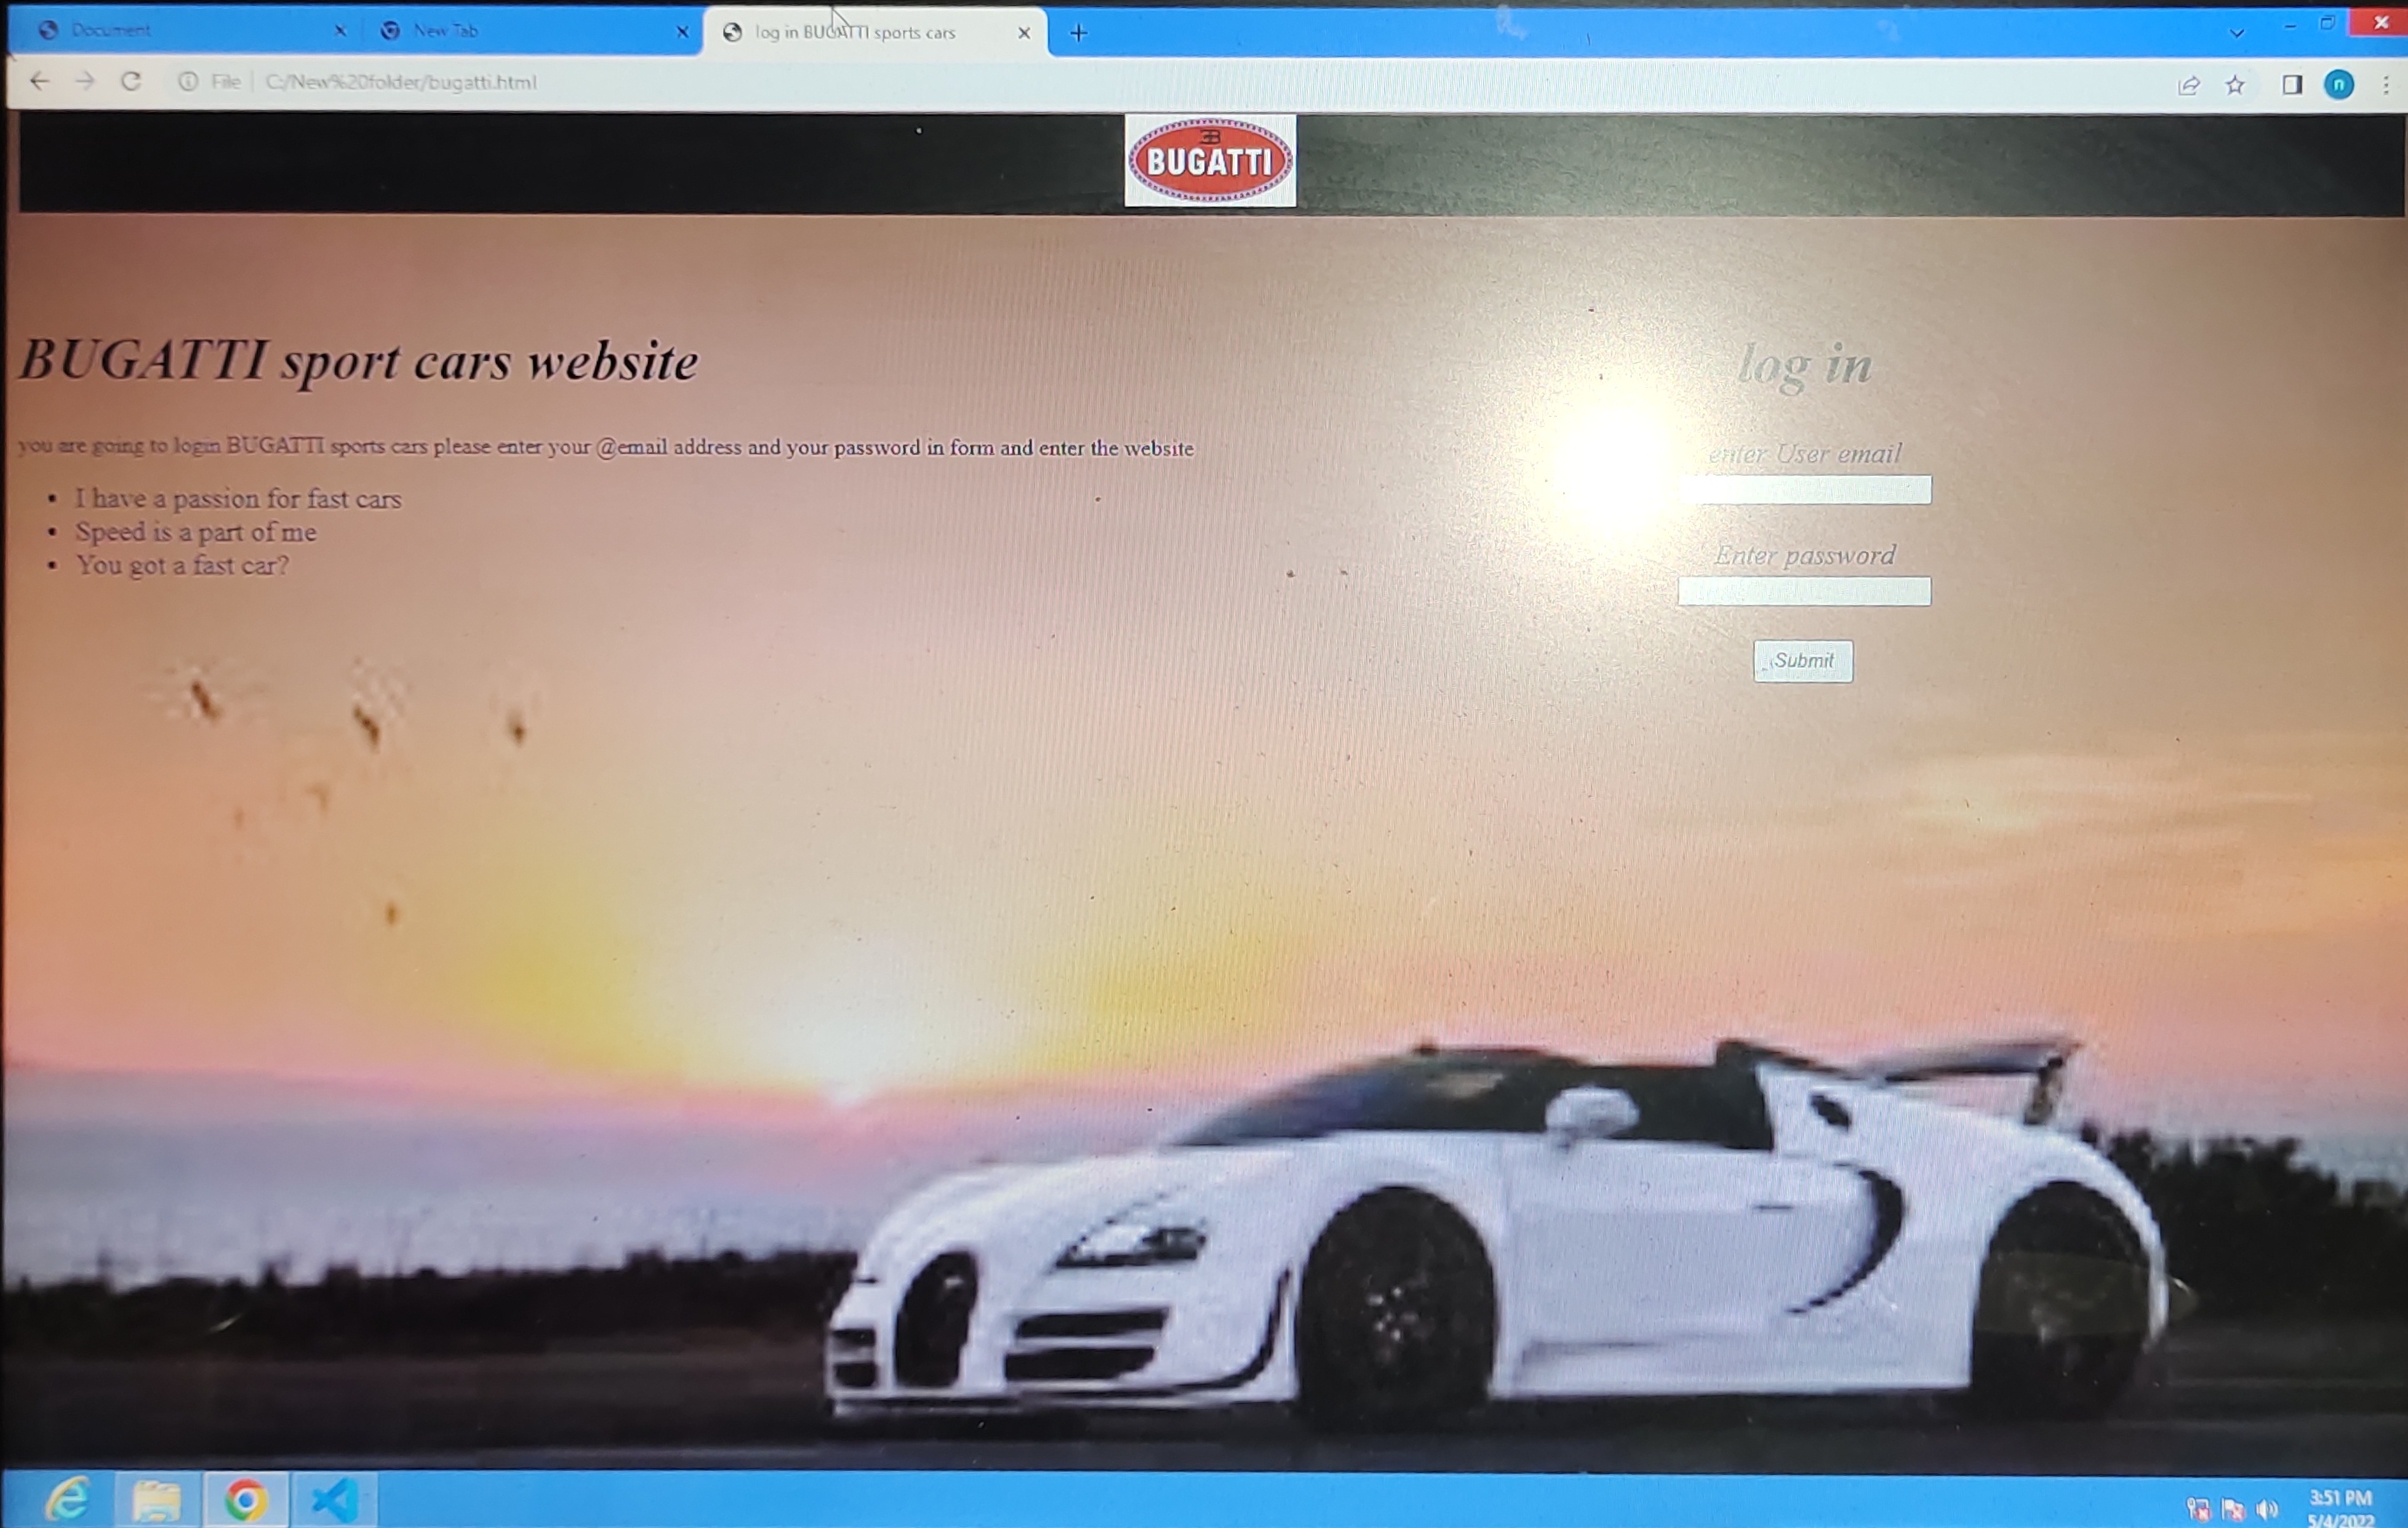 Document
New Tab
log in BUGATTI sports cars
File
C:/New%20folder/bugatti.html
n
EB
BUGATTI
BUGATTI sport cars website
you are going to login BUGATTI sports cars please enter your @email address and your password in form and enter the website
I have a passion for fast cars
Speed is a part of me
You got a fast car?
log in
enter User email
Enter password
Submit
3:51 PM
5/4/2022